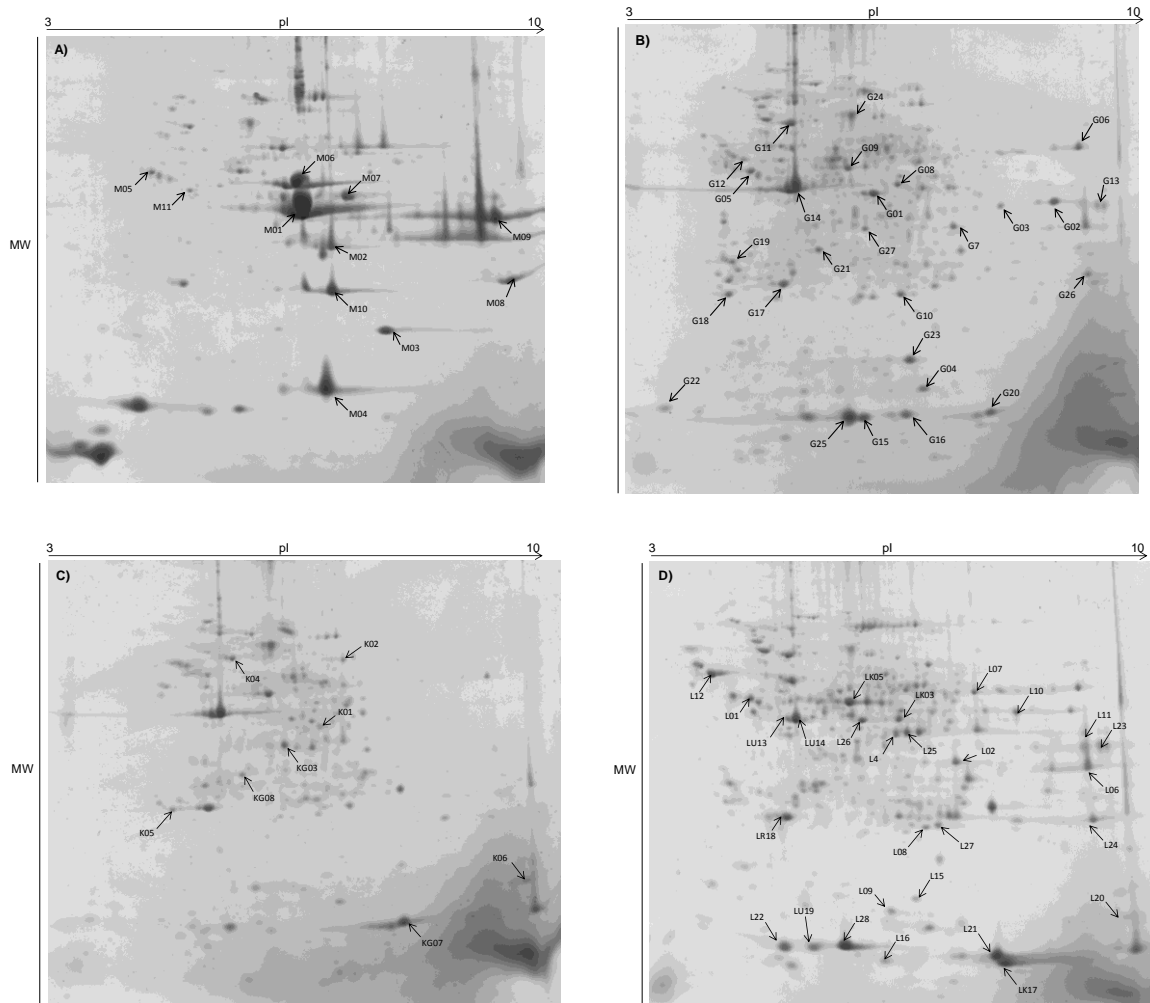 3 pI 10
A)
MW
M06
M07
M05
M11
M01
M09
M02
M08
M10
M03
M04
3 pI 10
B)
G24
G06
G11
G09
G08
G13
G12
G05
G14
G01
G03
G02
G7
G19
G27
G21
G26
G18
G17
G10
G23
G04
G22
G20
G25
G15
G16
3 pI 10
C)
MW
K02
K04
K01
KG03
KG08
K05
K06
KG07
3 pI 10
D)
MW
L07
LK05
LK03
L10
L12
L11
L23
L01
LU13
LU14
L26
L4
L25
L02
L06
LR18
L08
L27
L24
L15
L09
L20
L22
LU19
L28
L16
L21
LK17